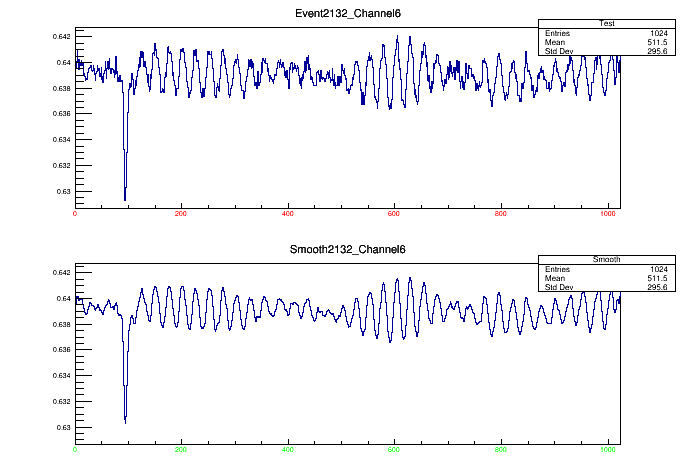 Event2132_Channel6
Test
Entries 1024
Mean 511.5
Std Dev 295.6
0.642
0.64
0.638
0.636
0.634
0.632
0.63
0 200 400 600 800 1000
Smooth2132_Channel6
Smooth
Entries 1024
Mean 511.5
Std Dev 295.6
0.642
0.64
0.638
0.636
0.634
0.632
0.63
0 200 400 600 800 1000